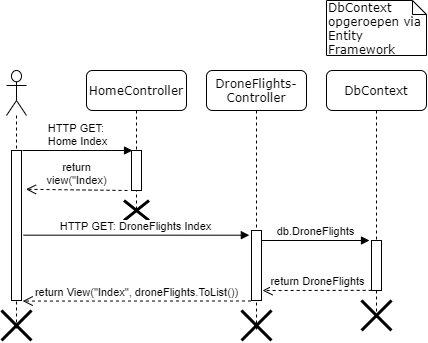 DbContext
opgeroepen via
Entity
Framework
HomeController
DroneFlights-
Controller
DbContext
HTTP GET:
Home Index
return
view("Index)
HTTP GET: DroneFlights Index
db.DroneFlights
return DroneFlights
return View("Index", droneFlights.ToList())